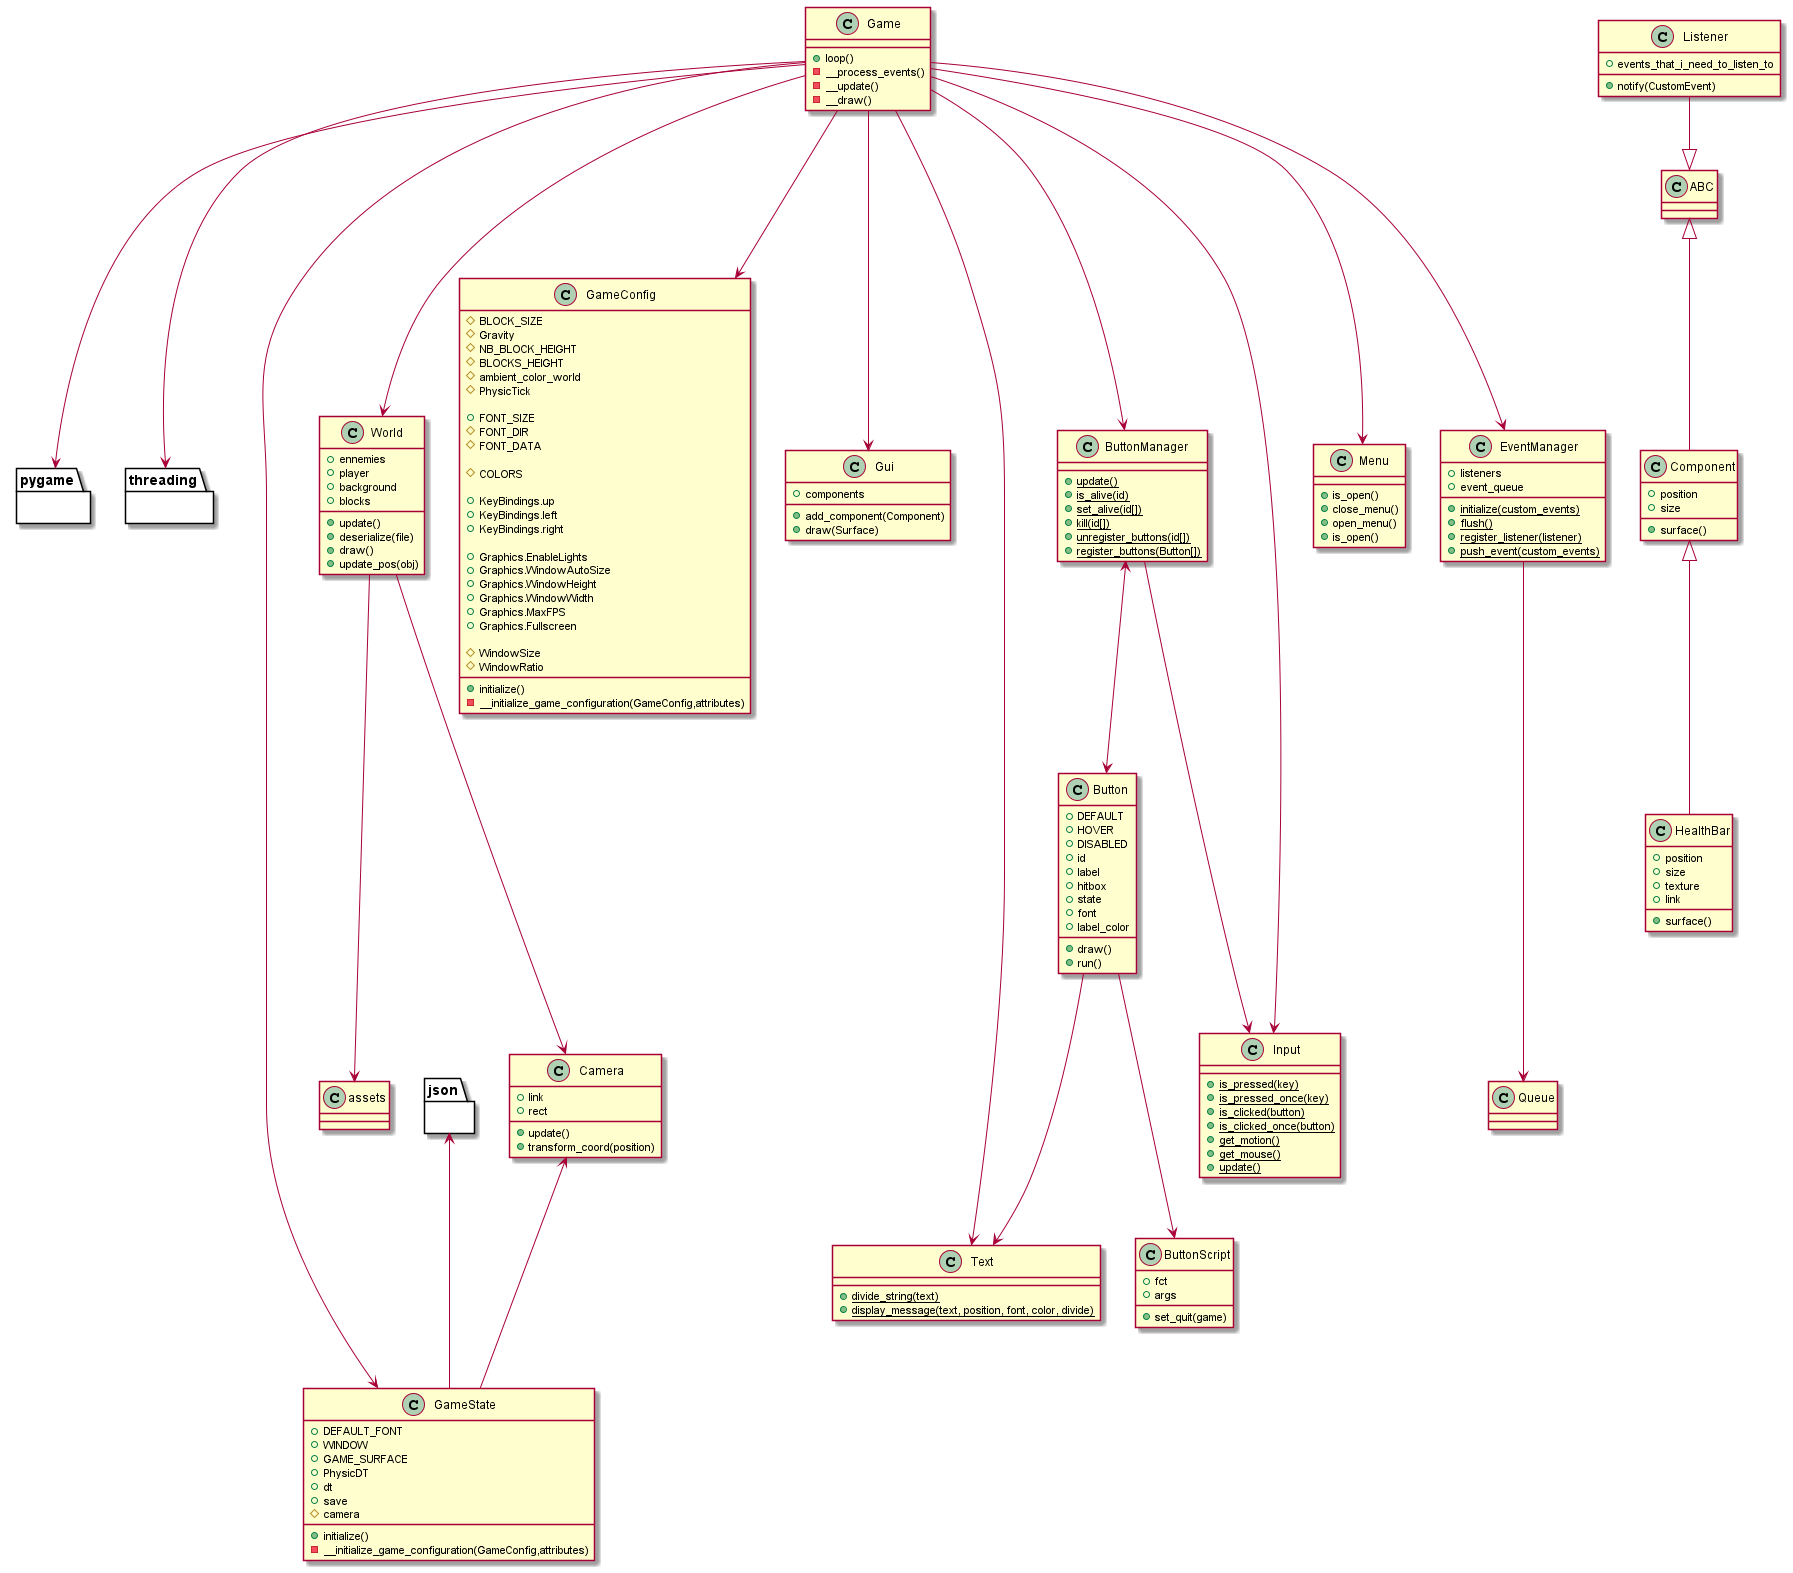 C Game
loop()
__process_events()
__update()
__draw()
C Listener
events_that_i_need_to_listen_to
notify(CustomEvent)
C ABC
C GameConfig
BLOCK_SIZE
Gravity
NB_BLOCK_HEIGHT
BLOCKS_HEIGHT
ambient_color_world
PhysicTick
FONT_SIZE
FONT_DIR
FONT_DATA
COLORS
KeyBindings.up
KeyBindings.left
KeyBindings.right
Graphics.EnableLights
Graphics.WindowAutoSize
Graphics.WindowHeight
Graphics.WindowWidth
Graphics.MaxFPS
Graphics.Fullscreen
WindowSize
WindowRatio
initialize()
__initialize_game_configuration(GameConfig,attributes)
pygame
threading
C World
ennemies
player
background
blocks
update()
deserialize(file)
draw()
update_pos(obj)
C Gui
components
add_component(Component)
draw(Surface)
C ButtonManager
update()
is_alive(id)
set_alive(id[])
kill(id[])
unregister_buttons(id[])
register_buttons(Button[])
C Menu
is_open()
close_menu()
open_menu()
is_open()
C EventManager
listeners
event_queue
initialize(custom_events)
flush()
register_listener(listener)
push_event(custom_events)
C Component
position
size
surface()
C Button
DEFAULT
HOVER
DISABLED
id
label
hitbox
state
font
label_color
draw()
run()
C HealthBar
position
size
texture
link
surface()
C assets
json
C Camera
link
rect
update()
transform_coord(position)
C Input
is_pressed(key)
is_pressed_once(key)
is_clicked(button)
is_clicked_once(button)
get_motion()
get_mouse()
update()
C Queue
C Text
divide_string(text)
display_message(text, position, font, color, divide)
C ButtonScript
fct
args
set_quit(game)
C GameState
DEFAULT_FONT
WINDOW
GAME_SURFACE
PhysicDT
dt
save
camera
initialize()
__initialize_game_configuration(GameConfig,attributes)